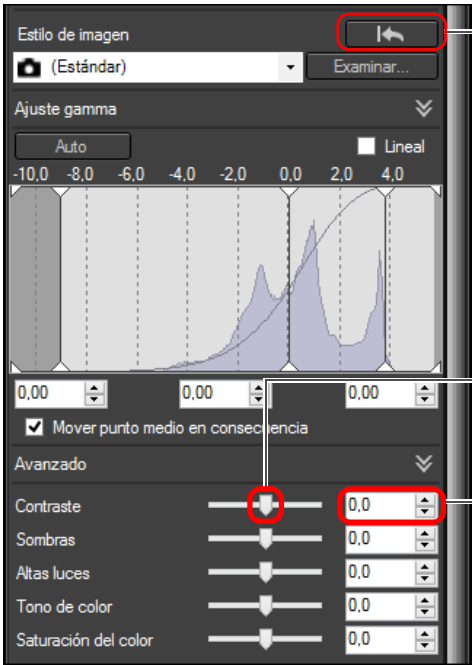 Estilo de imagen
(Estándar)
Examinar...
Ajuste gamma
Auto
Lineal
-10,0 -8,0 -6,0 -4,0 -2,0 0,0 2,0 4,0
0,00 0,00 0,00
Mover punto medio en consecuencia
Avanzado
Contraste 0,0
Sombras 0,0
Altas luces 0,0
Tono de color 0,0
Saturación del color 0,0